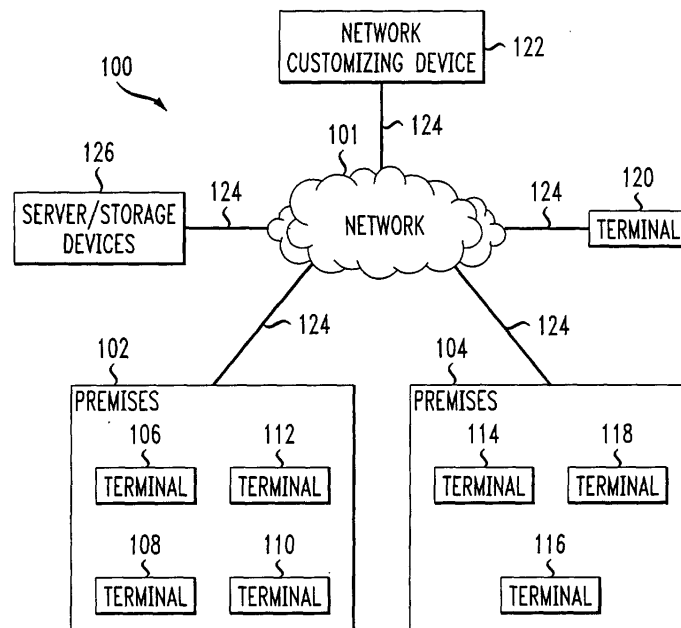 NETWORK
CUSTOMIZING DEVICE
122
100
124
101
126
124
124
120
SERVER/STORAGE
DEVICES
NETWORK
TERMINAL
124
124
102
104
PREMISES
PREMISES
106
112
114
118
TERMINAL
TERMINAL
TERMINAL
TERMINAL
108
110
116
TERMINAL
TERMINAL
TERMINAL